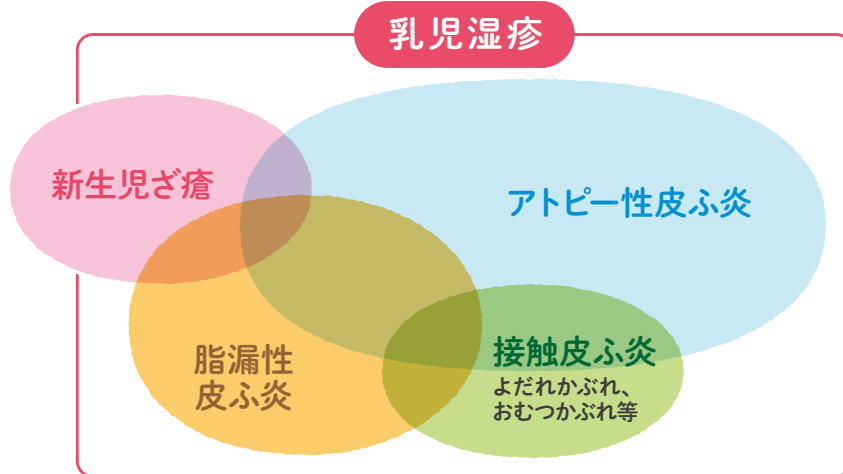 乳児湿疹
新生児ざ瘡
アトピー性皮ふ炎
脂漏性
皮ふ炎
接触皮ふ炎
よだれかぶれ、
おむつかぶれ等